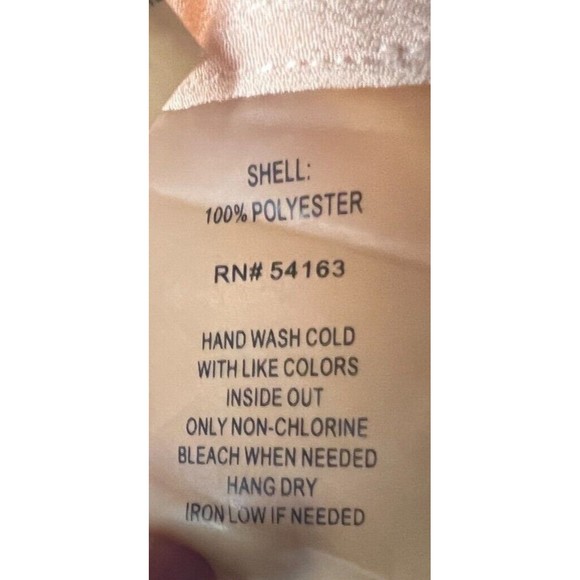 SHELL:
100% POLYESTER
RN# 54163
HAND WASH COLD
WITH LIKE COLORS
INSIDE OUT
ONLY NON-CHLORINE
BLEACH WHEN NEEDED
HANG DRY
IRON LOW IF NEEDED